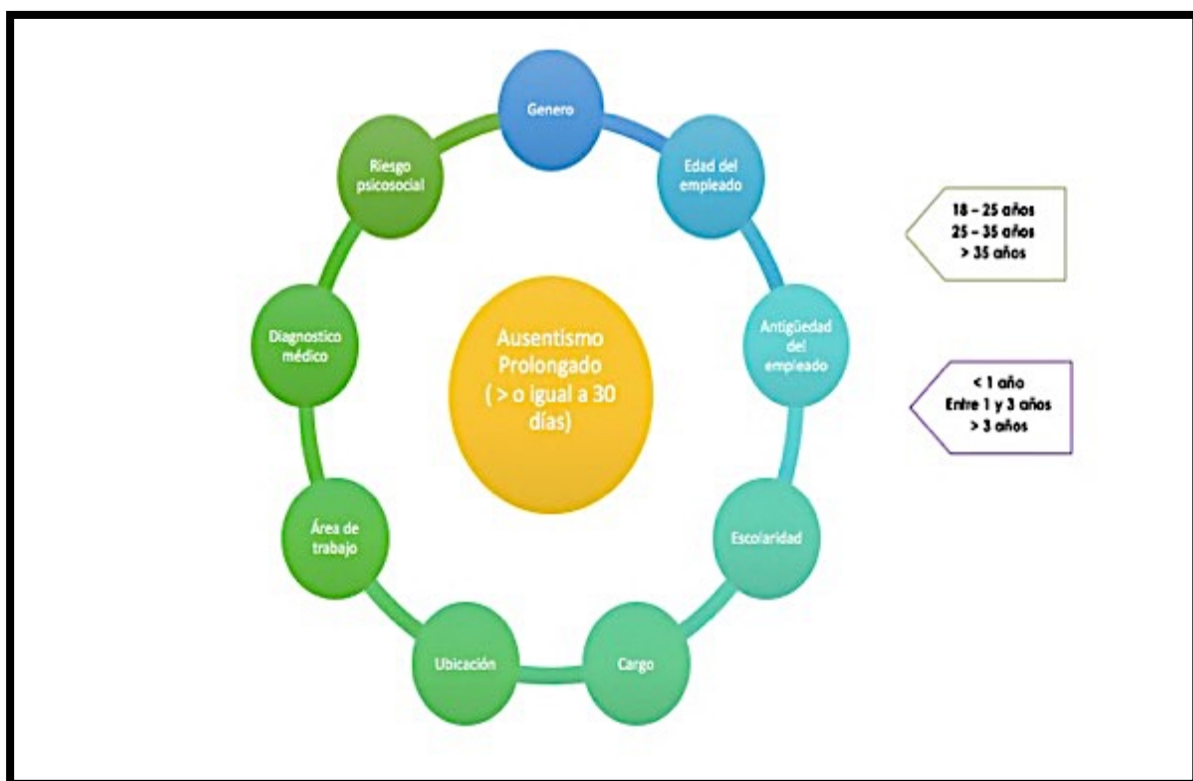 Genero
Edad del
empleado
Antigüedad
del
empleado
Escolaridad
Cargo
Ubicación
Área de
trabajo
Diagnostico
médico
Riesgo
psicosocial
Ausentismo
Prolongado
( > o igual a 30
días)
18 – 25 años
25 – 35 años
> 35 años
< 1 año
Entre 1 y 3 años
> 3 años